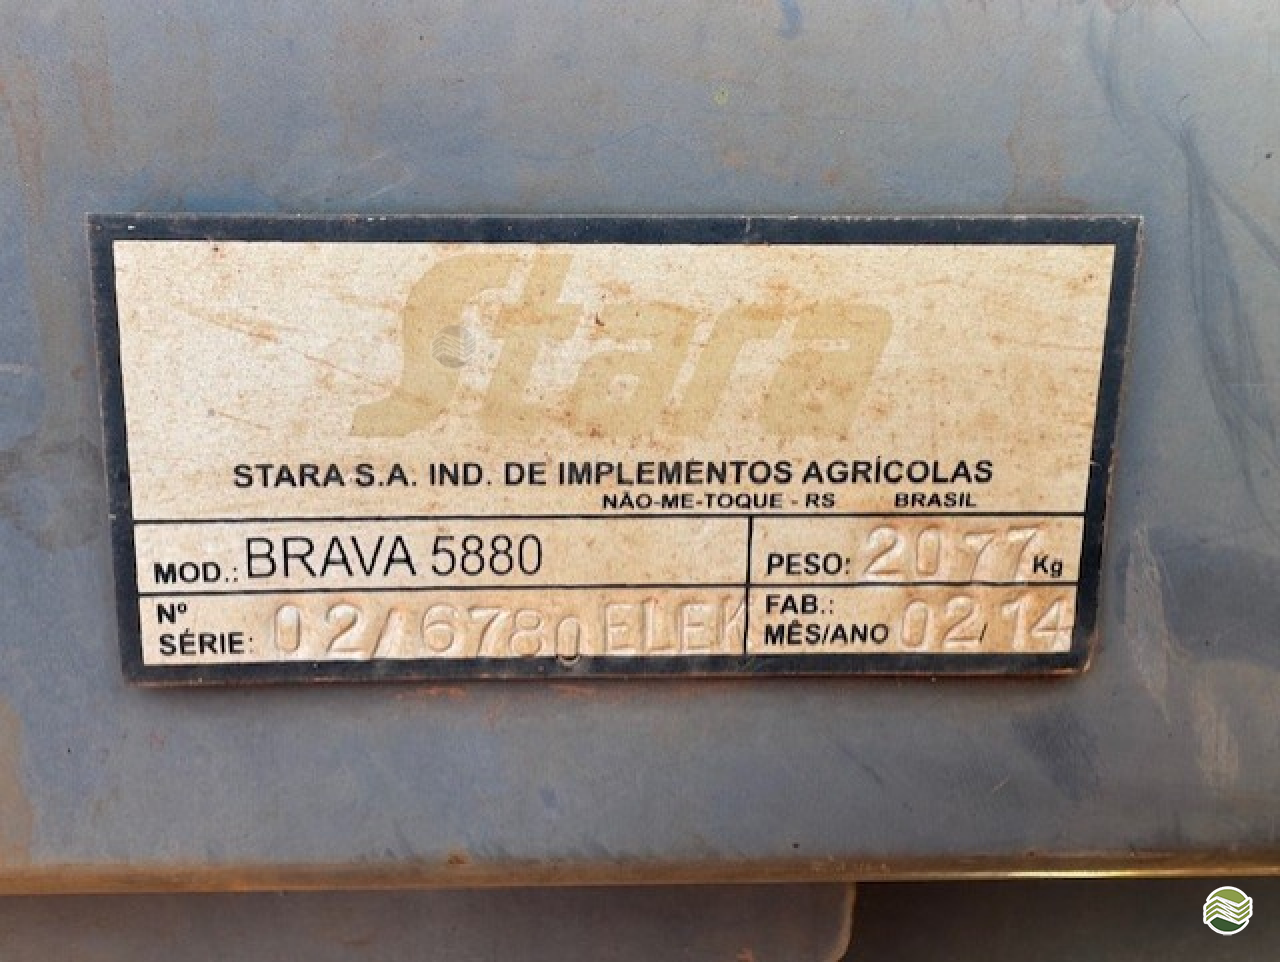 Stara
STARA S.A. IND. DE IMPLEMENTOS AGRÍCOLAS
NÃO-ME-TOQUE - RS BRASIL
MOD.: BRAVA 5880 PESO: 2077 Kg
Nº SÉRIE: 02/6780 ELEK FAB.: MÊS/ANO 02/14